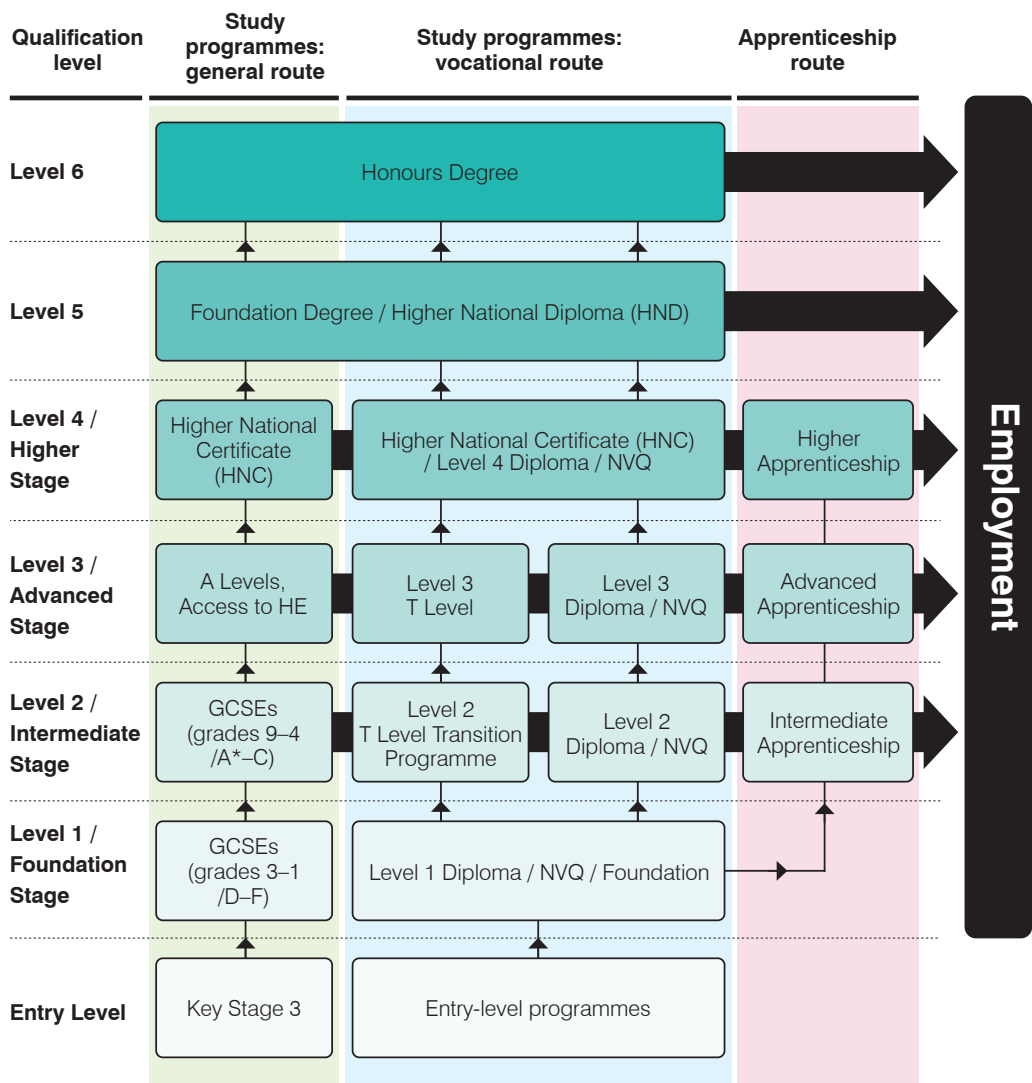 Qualification
level
Study
programmes:
general route
Study programmes:
vocational route
Apprenticeship
route
Level 6
Honours Degree
Level 5
Foundation Degree / Higher National Diploma (HND)
Level 4 /
Higher
Stage
Higher National
Certificate
(HNC)
Higher National Certificate (HNC)
/ Level 4 Diploma / NVQ
Higher
Apprenticeship
Level 3 /
Advanced
Stage
A Levels,
Access to HE
Level 3
T Level
Level 3
Diploma / NVQ
Advanced
Apprenticeship
Level 2 /
Intermediate
Stage
GCSEs
(grades 9–4
/A*–C)
Level 2
T Level Transition
Programme
Level 2
Diploma / NVQ
Intermediate
Apprenticeship
Level 1 /
Foundation
Stage
GCSEs
(grades 3–1
/D–F)
Level 1 Diploma / NVQ / Foundation
Entry Level
Key Stage 3
Entry-level programmes
Employment